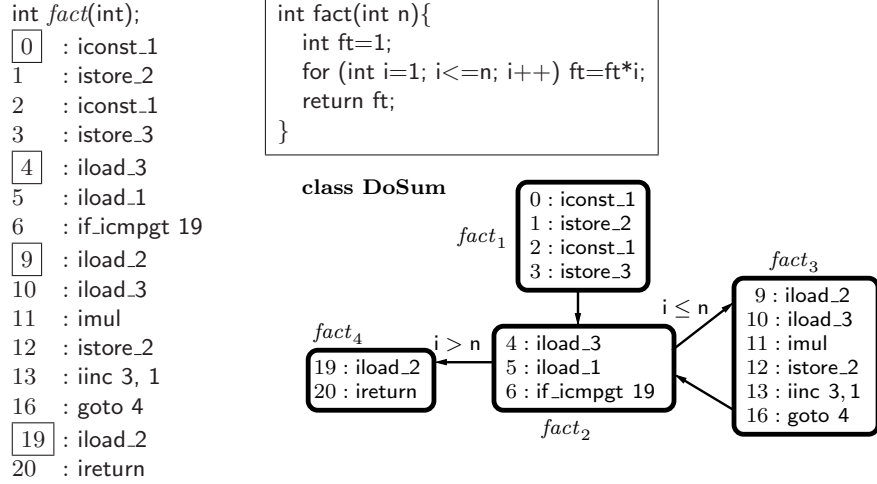 int fact(int);
0 : iconst_1
1 : istore_2
2 : iconst_1
3 : istore_3
4 : iload_3
5 : iload_1
6 : if_icmpgt 19
9 : iload_2
10 : iload_3
11 : imul
12 : istore_2
13 : iinc 3, 1
16 : goto 4
19 : iload_2
20 : ireturn
int fact(int n){
int ft=1;
for (int i=1; i<=n; i++) ft=ft*i;
return ft;
}
class DoSum
fact₁
0 : iconst_1
1 : istore_2
2 : iconst_1
3 : istore_3
fact₃
9 : iload_2
10 : iload_3
11 : imul
12 : istore_2
13 : iinc 3, 1
16 : goto 4
i ≤ n
fact₄
i > n
19 : iload_2
20 : ireturn
4 : iload_3
5 : iload_1
6 : if_icmpgt 19
fact₂